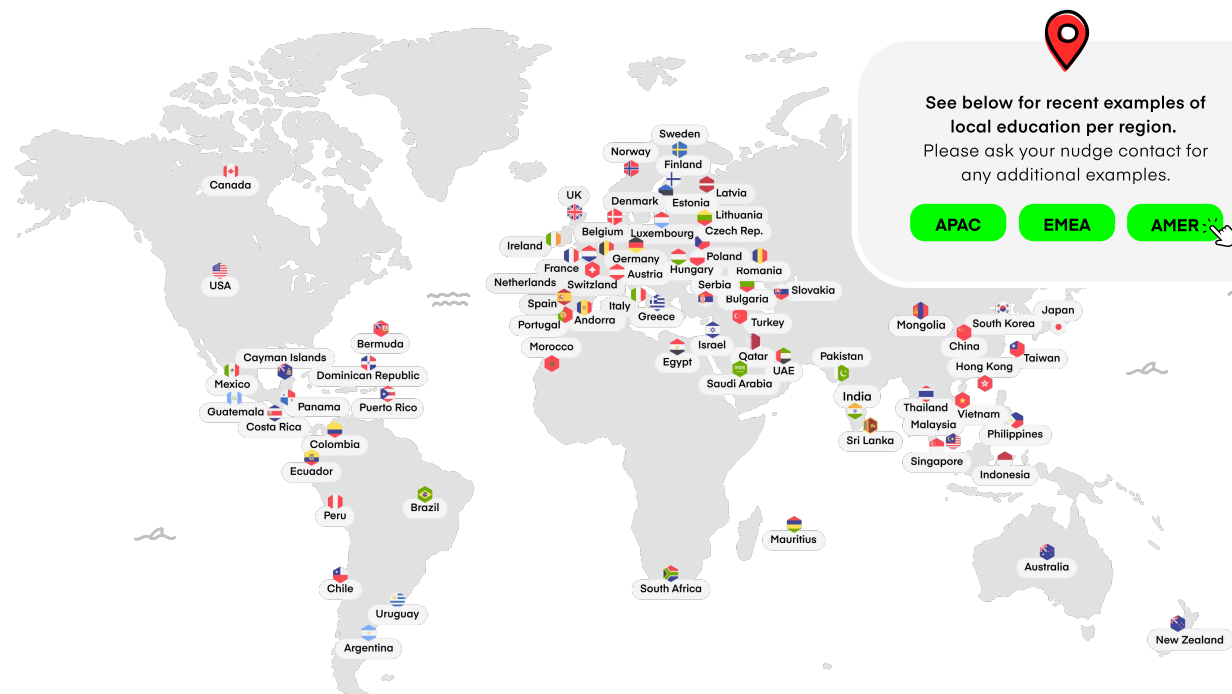 See below for recent examples of
local education per region.
Please ask your nudge contact for
any additional examples.
APAC
EMEA
AMER
Canada
USA
Bermuda
Cayman Islands
Dominican Republic
Mexico
Guatemala
Panama
Puerto Rico
Costa Rica
Colombia
Ecuador
Peru
Brazil
Chile
Uruguay
Argentina
Sweden
Norway
Finland
Latvia
UK
Denmark
Estonia
Lithuania
Belgium
Luxembourg
Czech Rep.
Ireland
Germany
Poland
France
Austria
Hungary
Romania
Netherlands
Switzland
Serbia
Slovakia
Spain
Italy
Bulgaria
Portugal
Andorra
Greece
Turkey
Morocco
Israel
Egypt
Qatar
UAE
Saudi Arabia
Pakistan
India
Sri Lanka
Mauritius
South Africa
Mongolia
South Korea
Japan
China
Taiwan
Hong Kong
Thailand
Vietnam
Malaysia
Philippines
Singapore
Indonesia
Australia
New Zealand